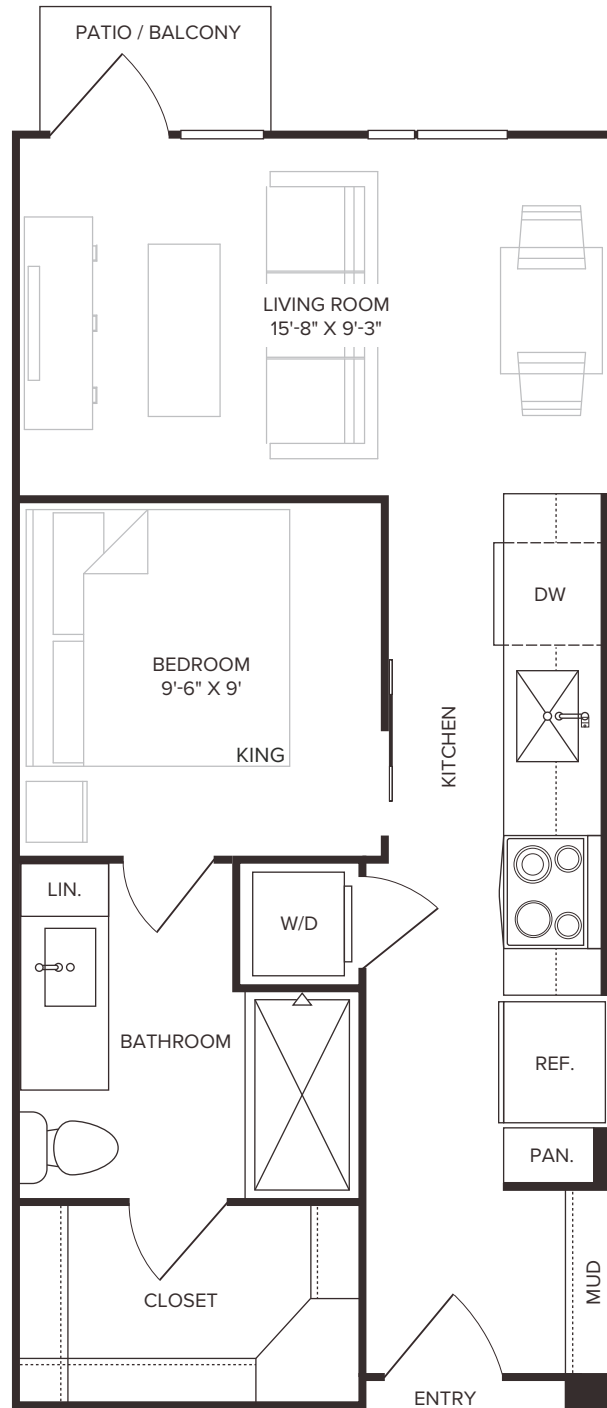 PATIO / BALCONY
LIVING ROOM
15'-8" X 9'-3"
DW
BEDROOM
9'-6" X 9'
KING
KITCHEN
LIN.
W/D
BATHROOM
REF.
PAN.
MUD
CLOSET
ENTRY